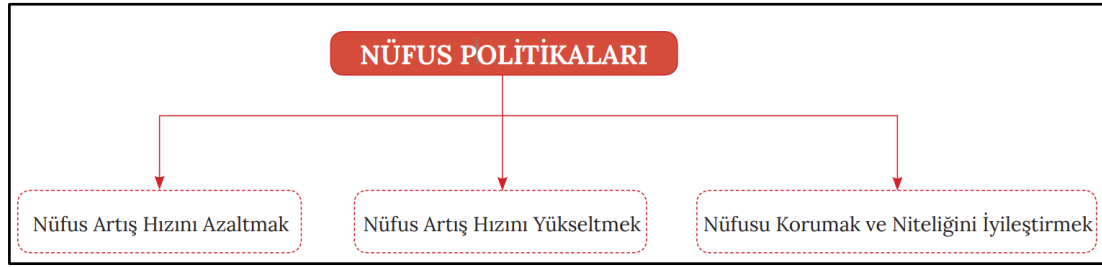 NÜFUS POLİTİKALARI
Nüfus Artış Hızını Azaltmak
Nüfus Artış Hızını Yükseltmek
Nüfusu Korumak ve Niteliğini İyileştirmek